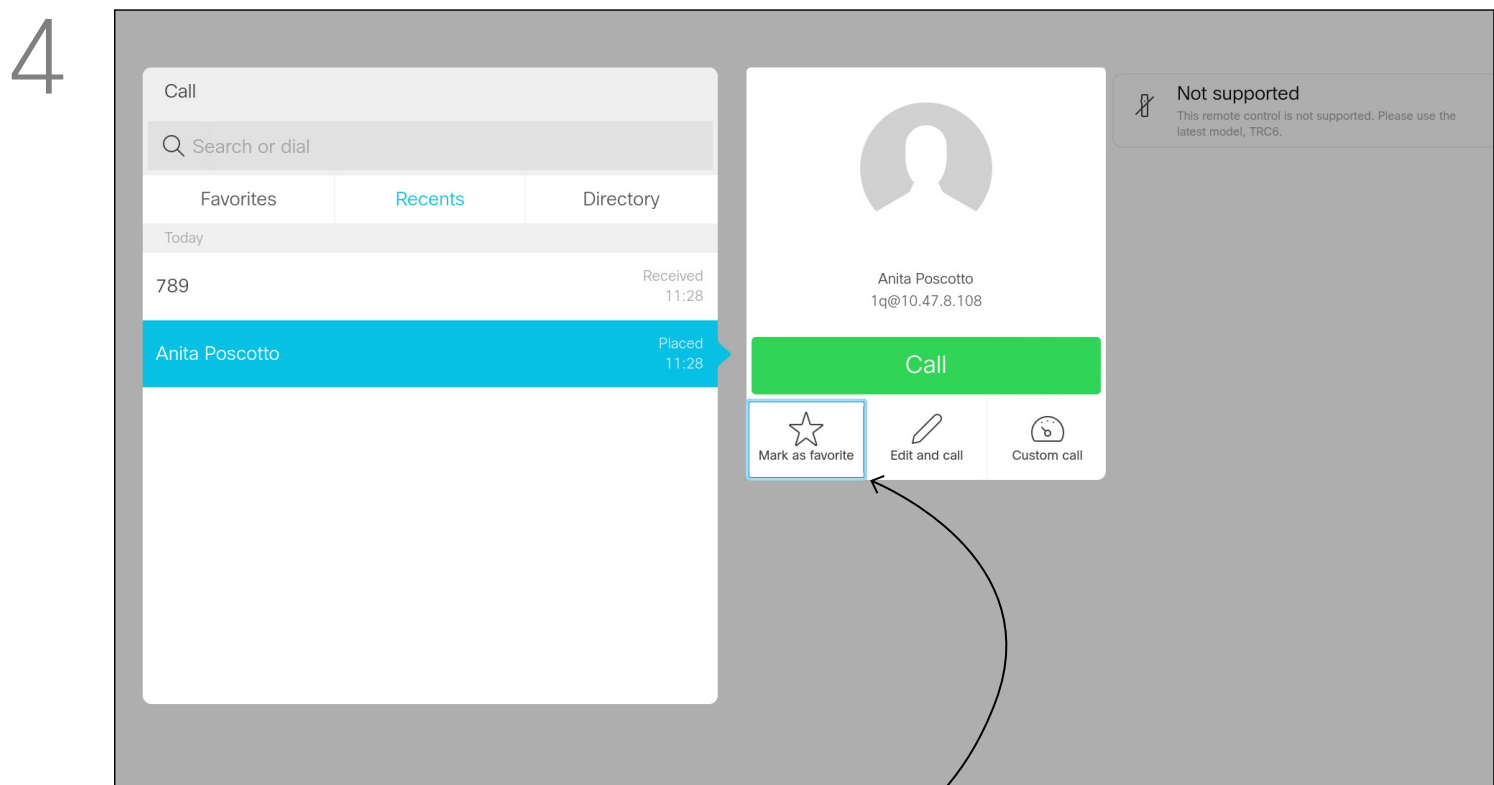 4
Call
Search or dial
Favorites Recents Directory
Today
789
Received
11:28
Anita Poscotto
Placed
11:28
Anita Poscotto
1q@10.47.8.108
Call
Mark as favorite Edit and call Custom call
Not supported
This remote control is not supported. Please use the
latest model, TRC6.